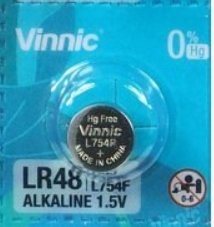 Vinnic
0%
Hg
Hg Free
Vinnic
L754F
+
MADE IN CHINA
LR48 L754F
ALKALINE 1.5V
0-6